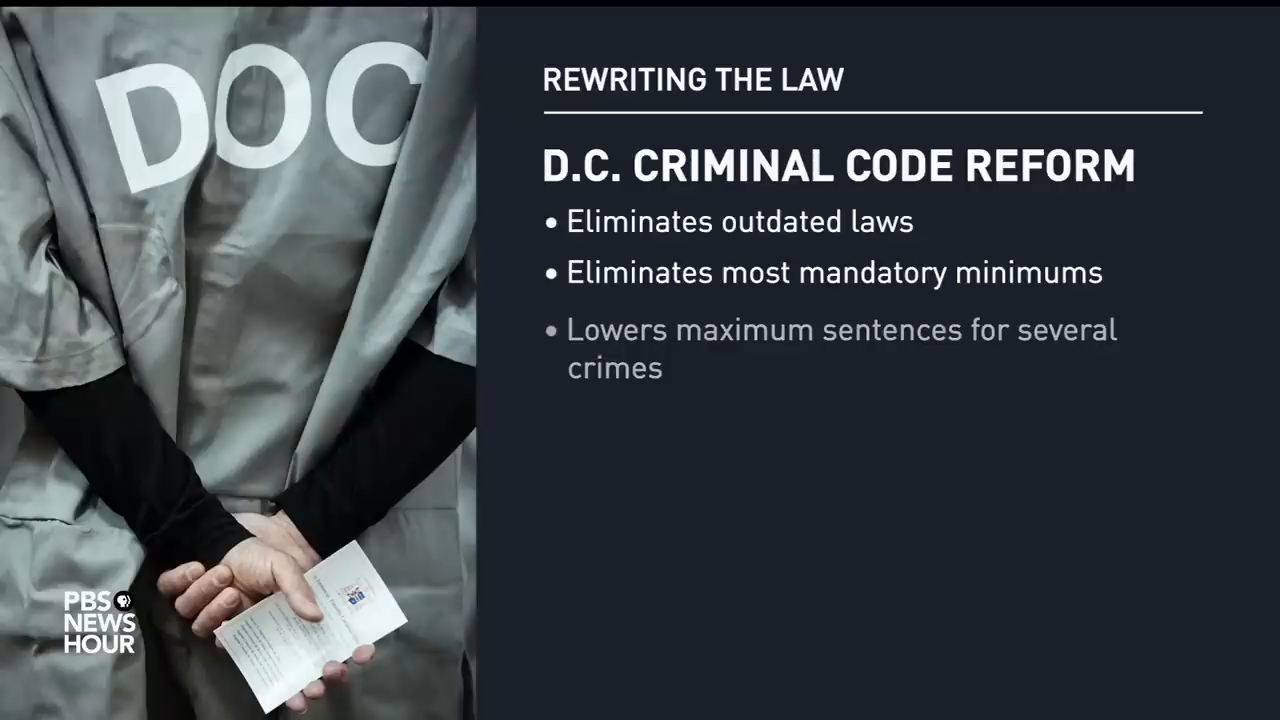 DOC
REWRITING THE LAW
D.C. CRIMINAL CODE REFORM
• Eliminates outdated laws
• Eliminates most mandatory minimums
• Lowers maximum sentences for several
crimes
PBS
NEWS
HOUR